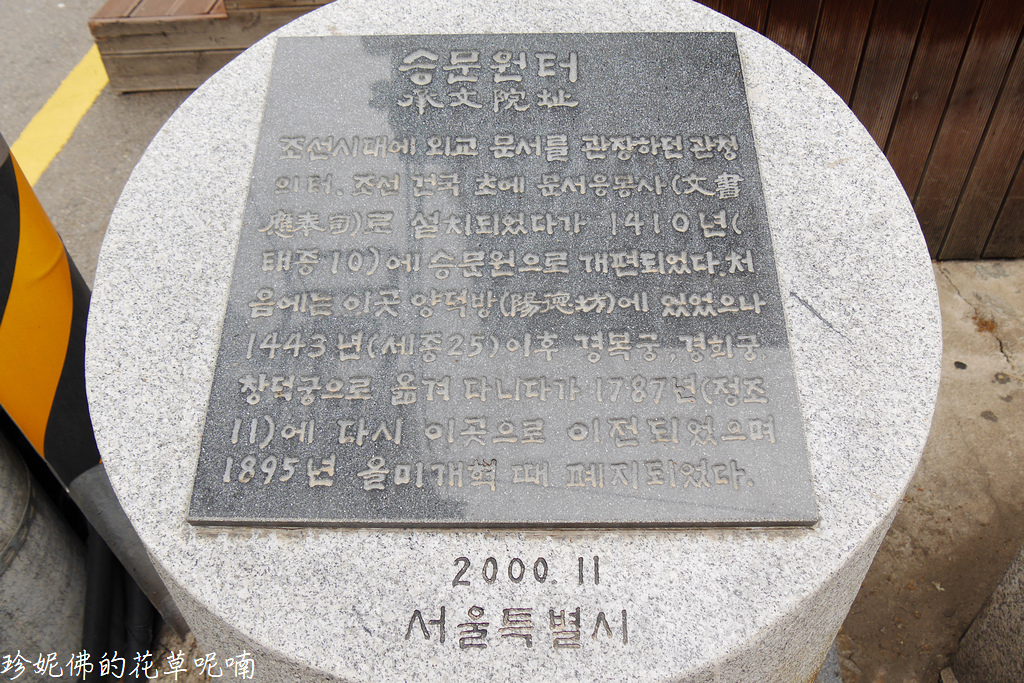 승문원터
承文院址
조선시대에 외교 문서를 관장하던 관청
이터. 조선 건국 초에 문서응봉사(文書
應奉司)로 설치되었다가 1410년(
태종10)에 승문원으로 개편되었다.처
음에는 이곳 양덕방(陽德坊)에 있었으나
1443년(세종25)이후 경복궁,경희궁
창덕궁으로 옮겨 다니다가 1787년(정조
11)에 다시 이곳으로 이전되었으며
1895년 을미개혁 때 폐지되었다.
2000.11
서울특별시
珍妮佛的花草呢喃